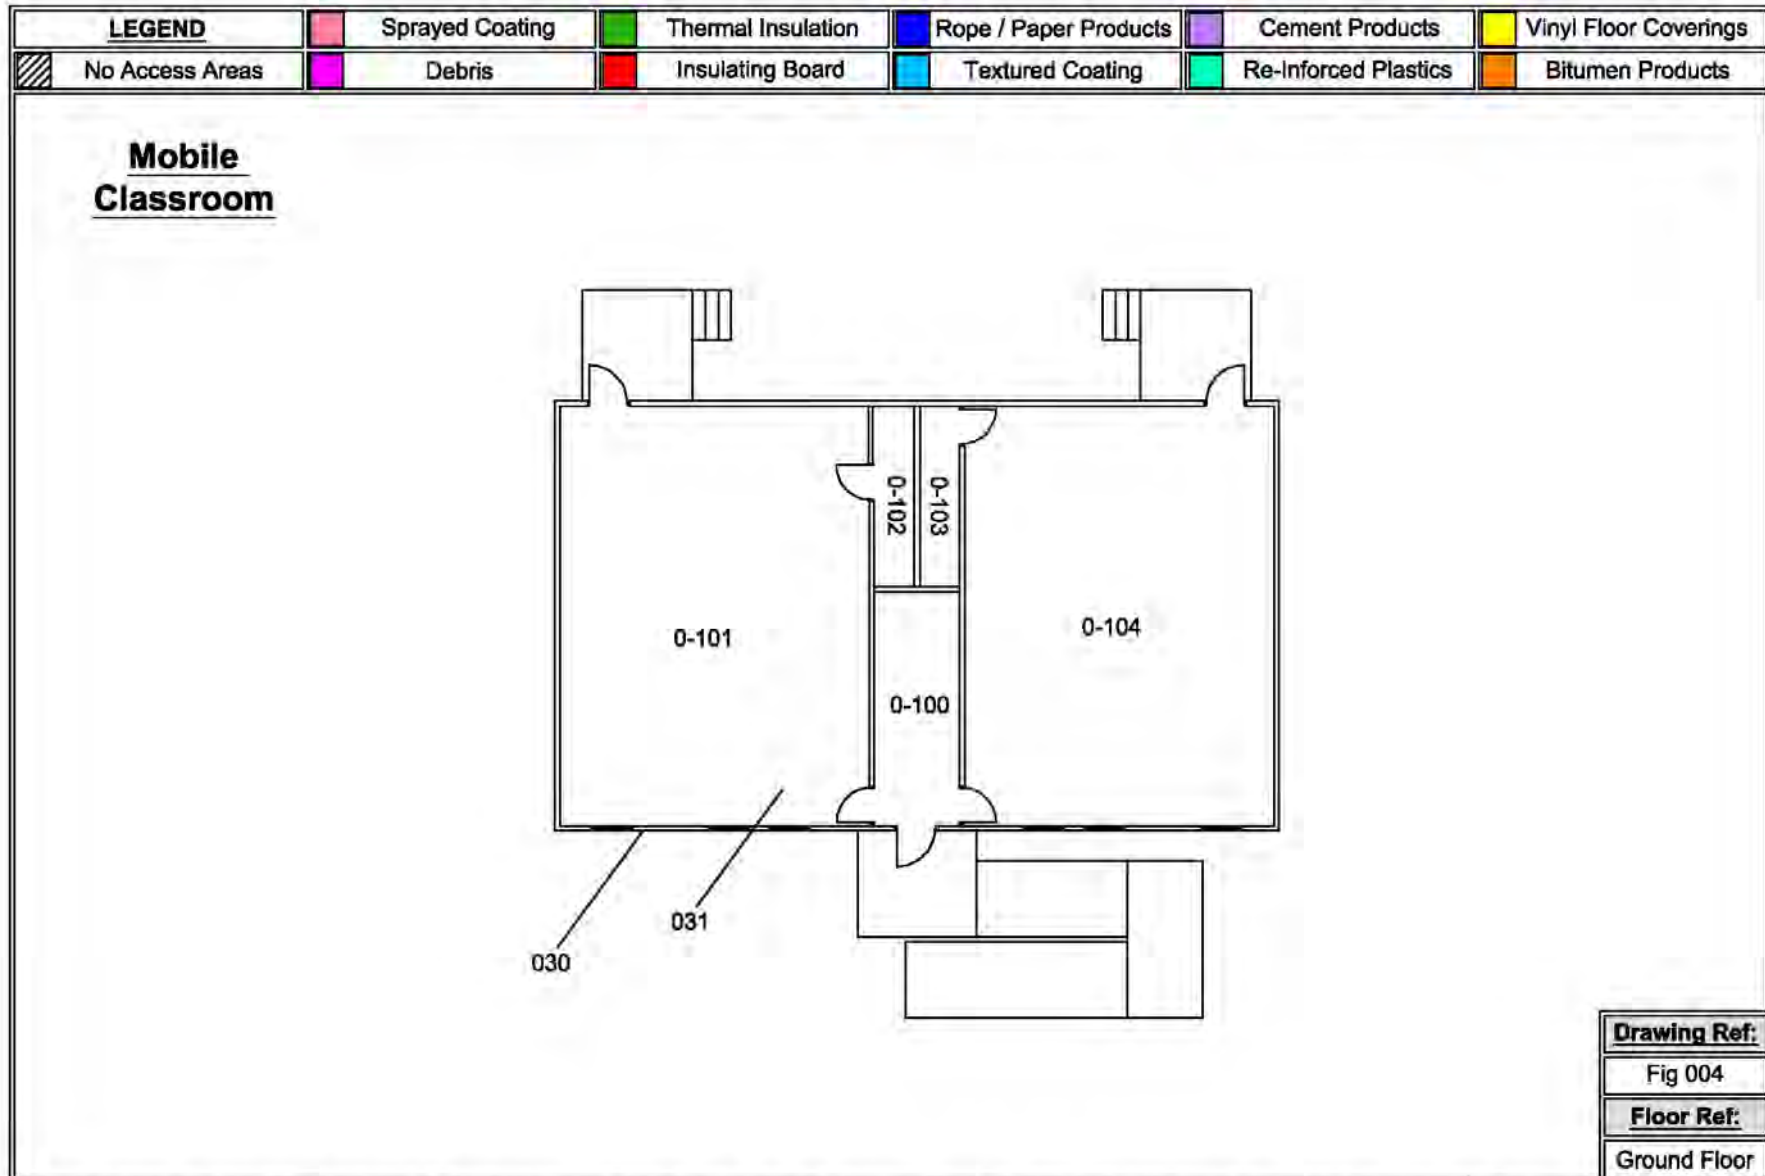 LEGEND
Sprayed Coating
Thermal Insulation
Rope / Paper Products
Cement Products
Vinyl Floor Coverings
No Access Areas
Debris
Insulating Board
Textured Coating
Re-Inforced Plastics
Bitumen Products
Mobile
Classroom
0-102
0-103
0-101
0-104
0-100
031
030
Drawing Ref:
Fig 004
Floor Ref:
Ground Floor